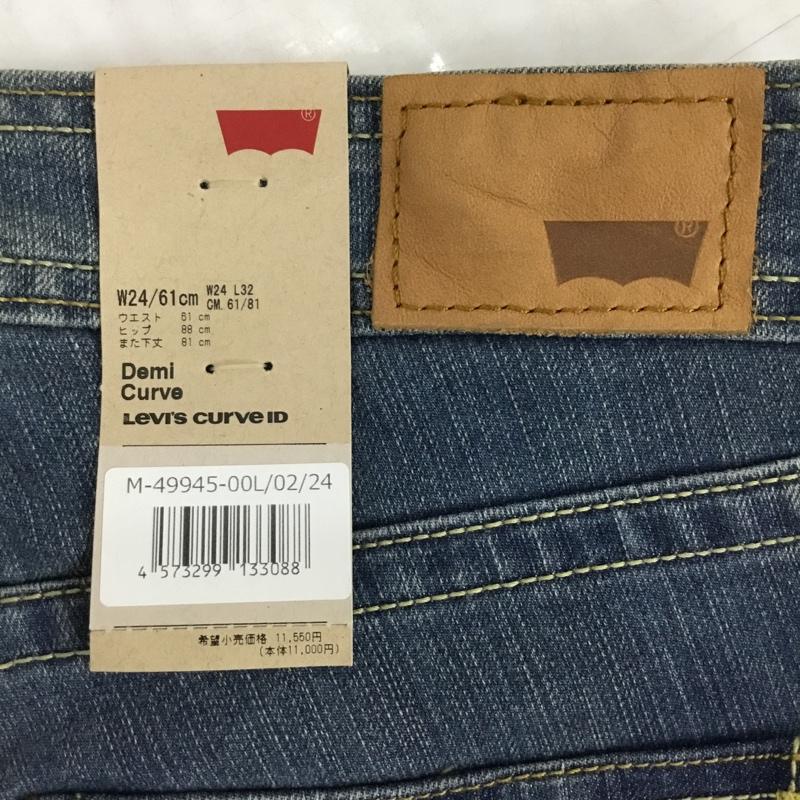 ®
W24/61cm W24 L32
CM. 61/81
ウエスト 61 cm
ヒップ 88 cm
また下丈 81 cm
Demi
Curve
Levi's Curve ID
M-49945-00L/02/24
4 573299 133088
希望小売価格 11,550円
(本体11,000円)
®